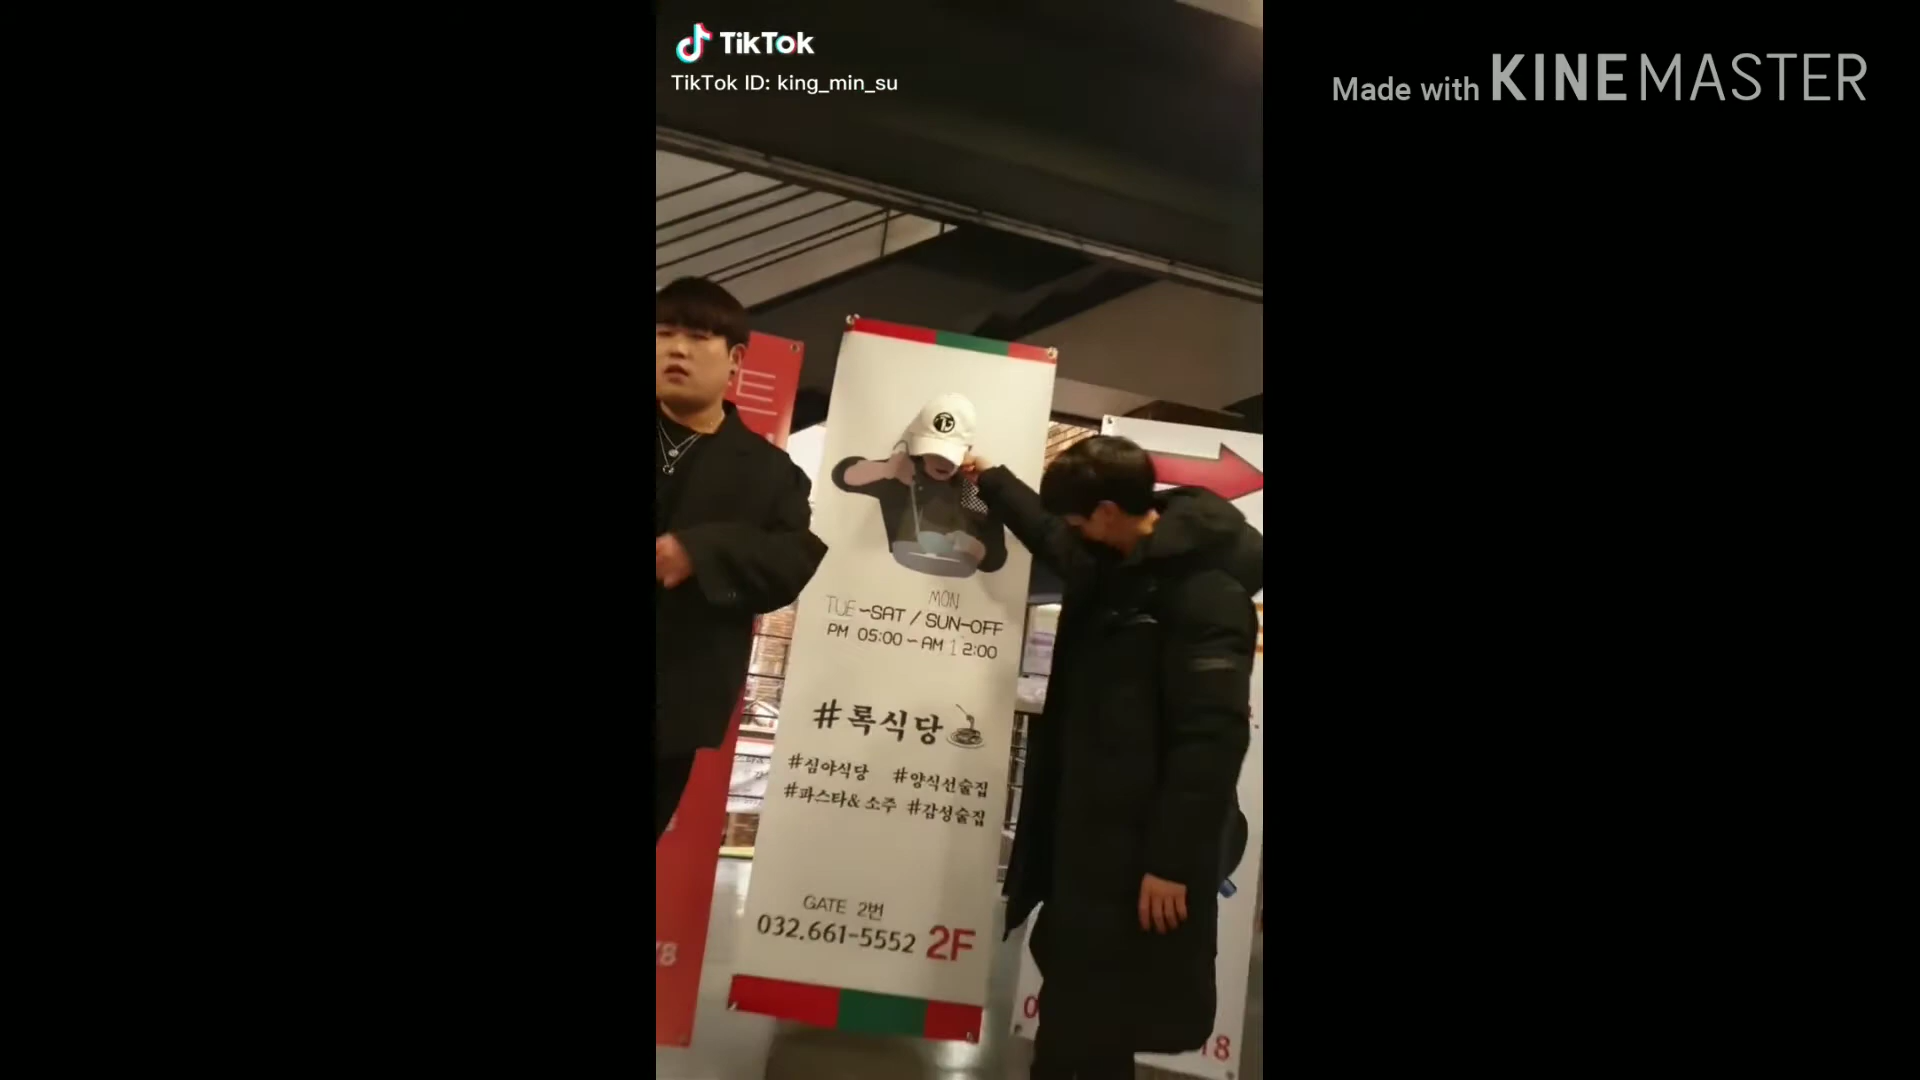 TikTok
TikTok ID: king_min_su
Made with KINEMASTER
MON
TUE ~SAT / SUN-OFF
PM 05:00 ~ AM 12:00
#록식당
#심야식당 #양식선술집
#파스타& 소주 #감성술집
GATE 2번
032.661-5552 2F
18